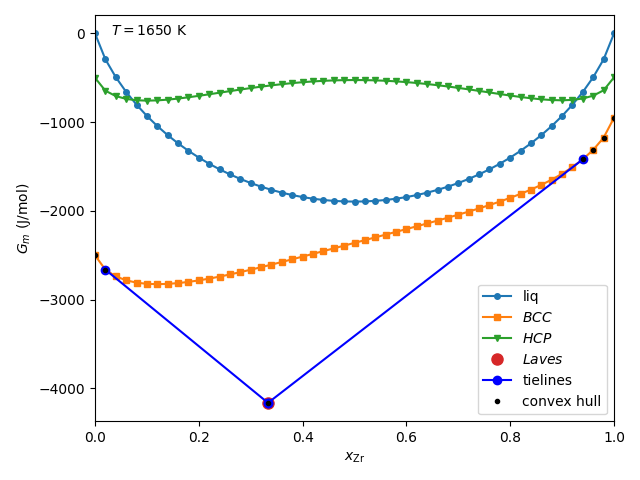 T = 1650 K
0
−1000
−2000
−3000
−4000
G_m (J/mol)
liq
BCC
HCP
Laves
tielines
convex hull
0.0 0.2 0.4 0.6 0.8 1.0
x_Zr